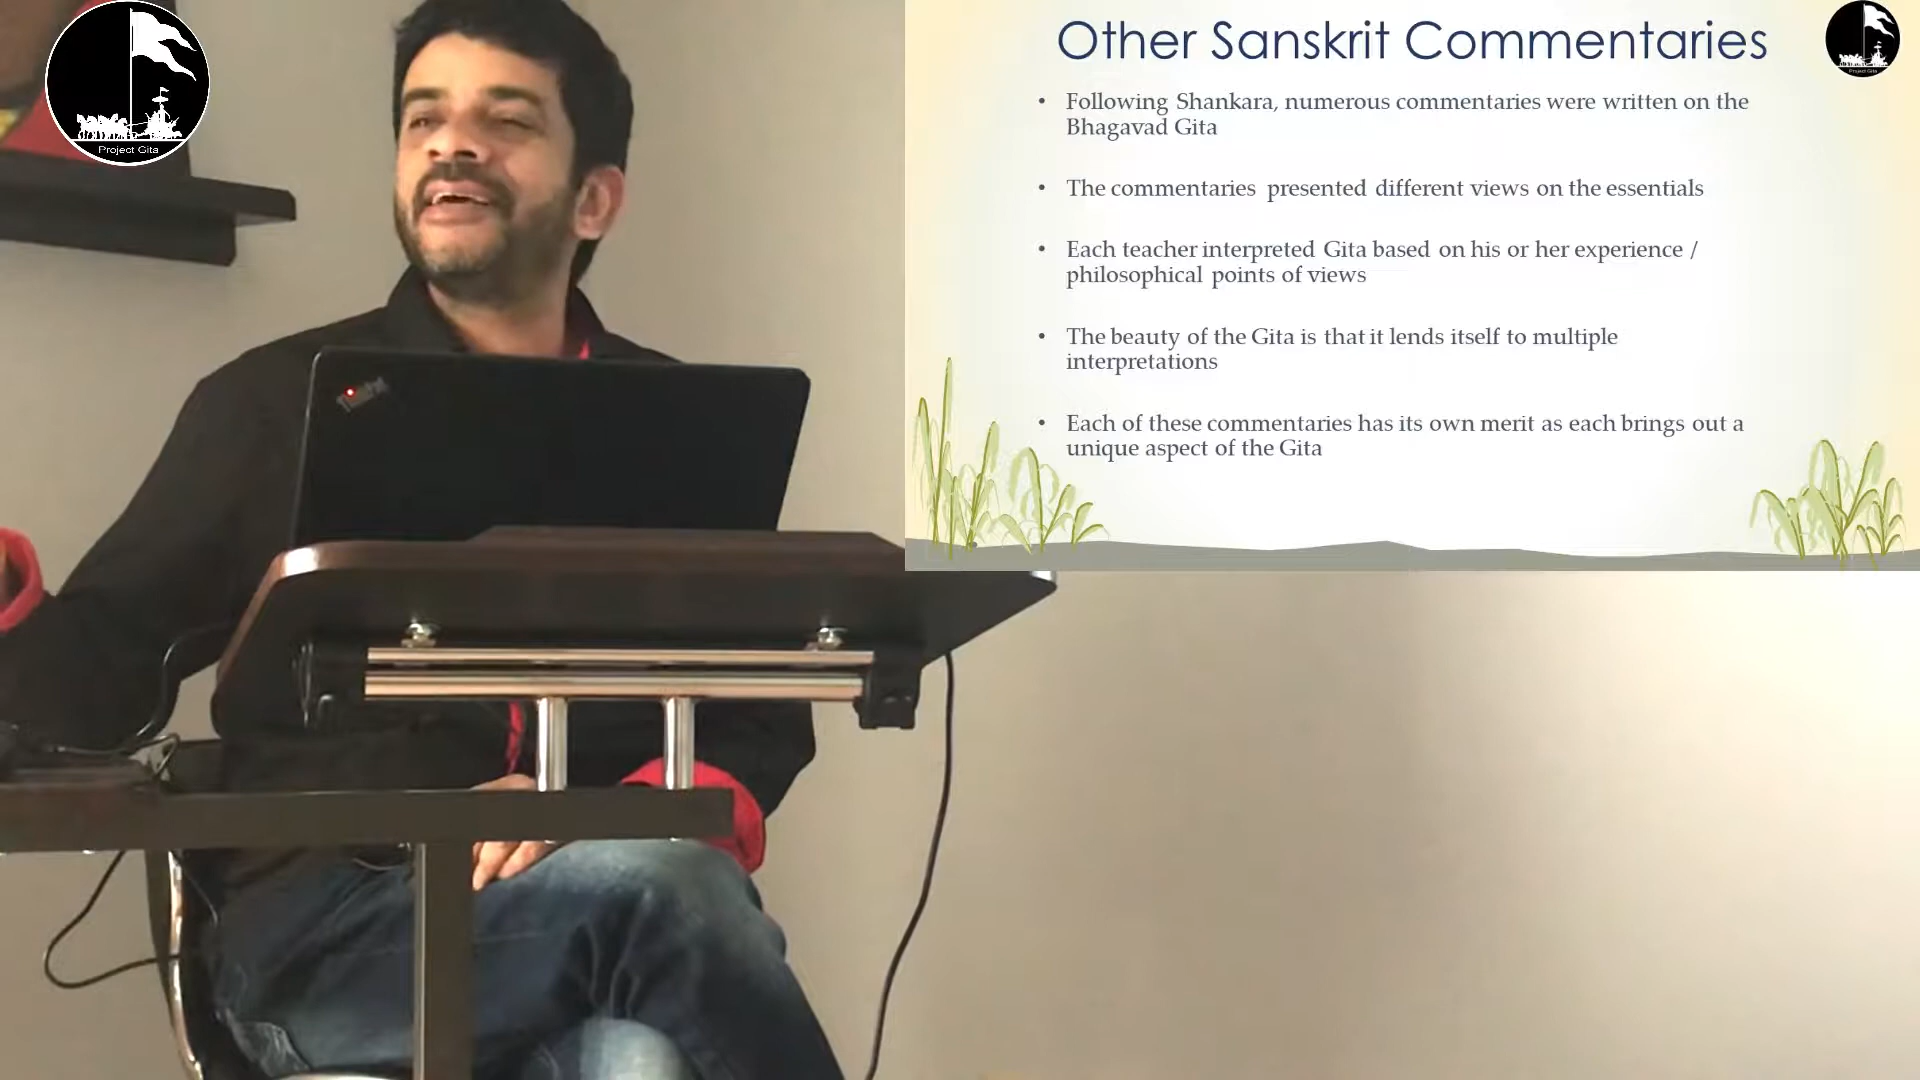 Project Gita
Other Sanskrit Commentaries
Project Gita
• Following Shankara, numerous commentaries were written on the
Bhagavad Gita
• The commentaries presented different views on the essentials
• Each teacher interpreted Gita based on his or her experience /
philosophical points of views
• The beauty of the Gita is that it lends itself to multiple
interpretations
• Each of these commentaries has its own merit as each brings out a
unique aspect of the Gita